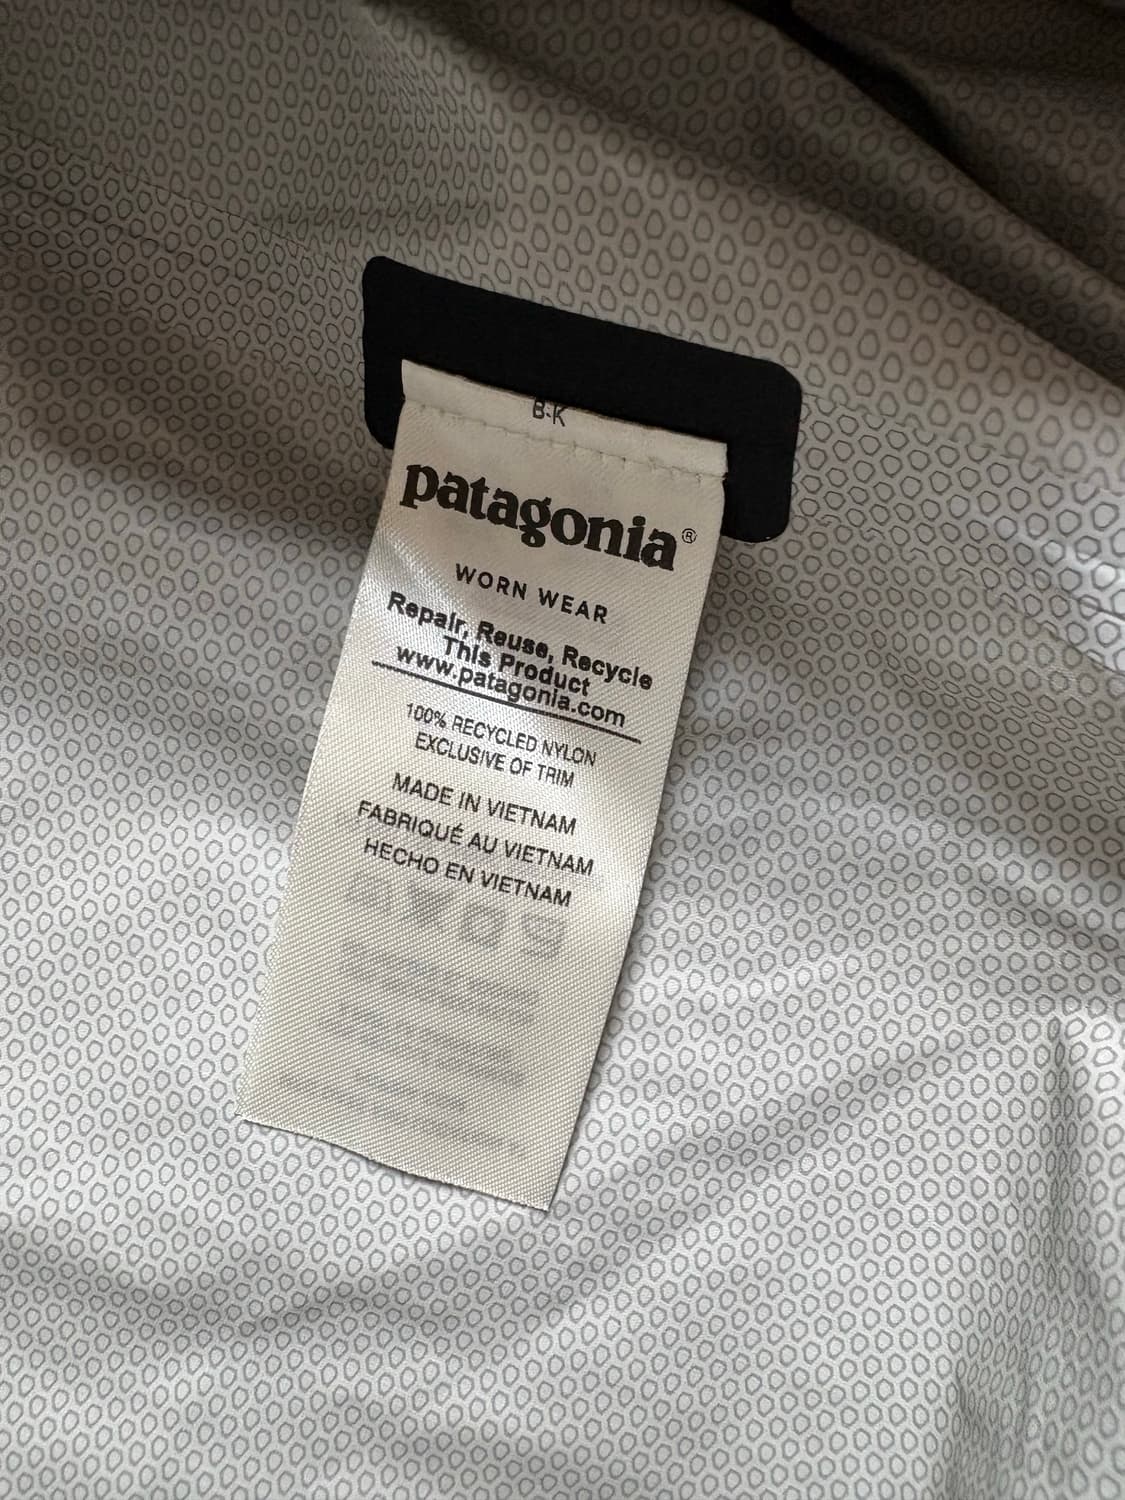 B-K
patagonia®
WORN WEAR
Repair, Reuse, Recycle
This Product
www.patagonia.com
100% RECYCLED NYLON
EXCLUSIVE OF TRIM
MADE IN VIETNAM
FABRIQUÉ AU VIETNAM
HECHO EN VIETNAM